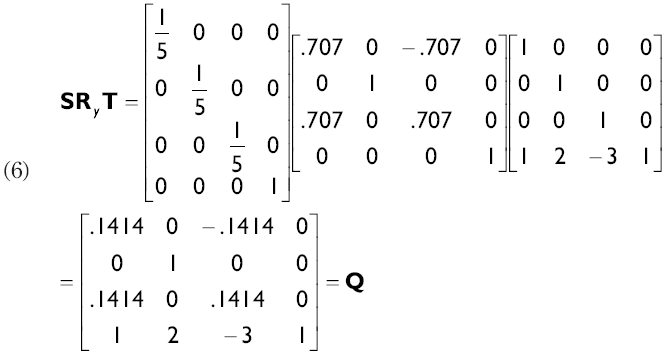 (6) SR_y T = [1/5 0 0 0; 0 1/5 0 0; 0 0 1/5 0; 0 0 0 1] [.707 0 −.707 0; 0 1 0 0; .707 0 .707 0; 0 0 0 1] [1 0 0 0; 0 1 0 0; 0 0 1 0; 1 2 −3 1]
= [.1414 0 −.1414 0; 0 1 0 0; .1414 0 .1414 0; 1 2 −3 1] = Q